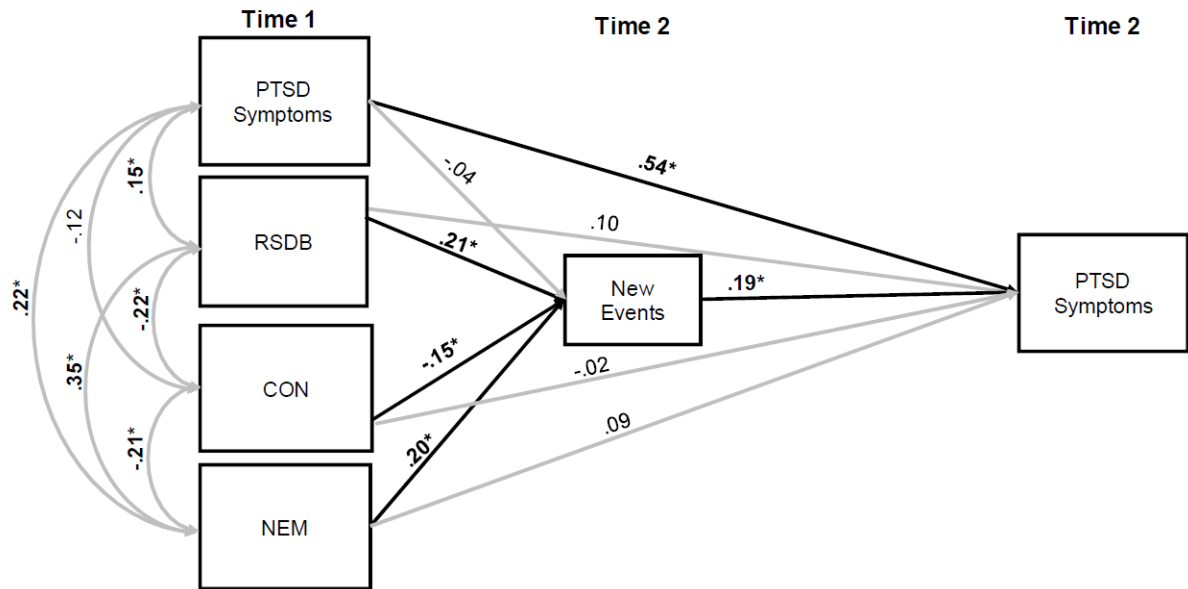 Time 1
Time 2
Time 2
PTSD
Symptoms
RSDB
CON
NEM
New
Events
PTSD
Symptoms
.15*
-.12
.22*
-.22*
.35*
-.21*
-.04
.54*
.10
.21*
.19*
-.15*
-.02
.20*
.09